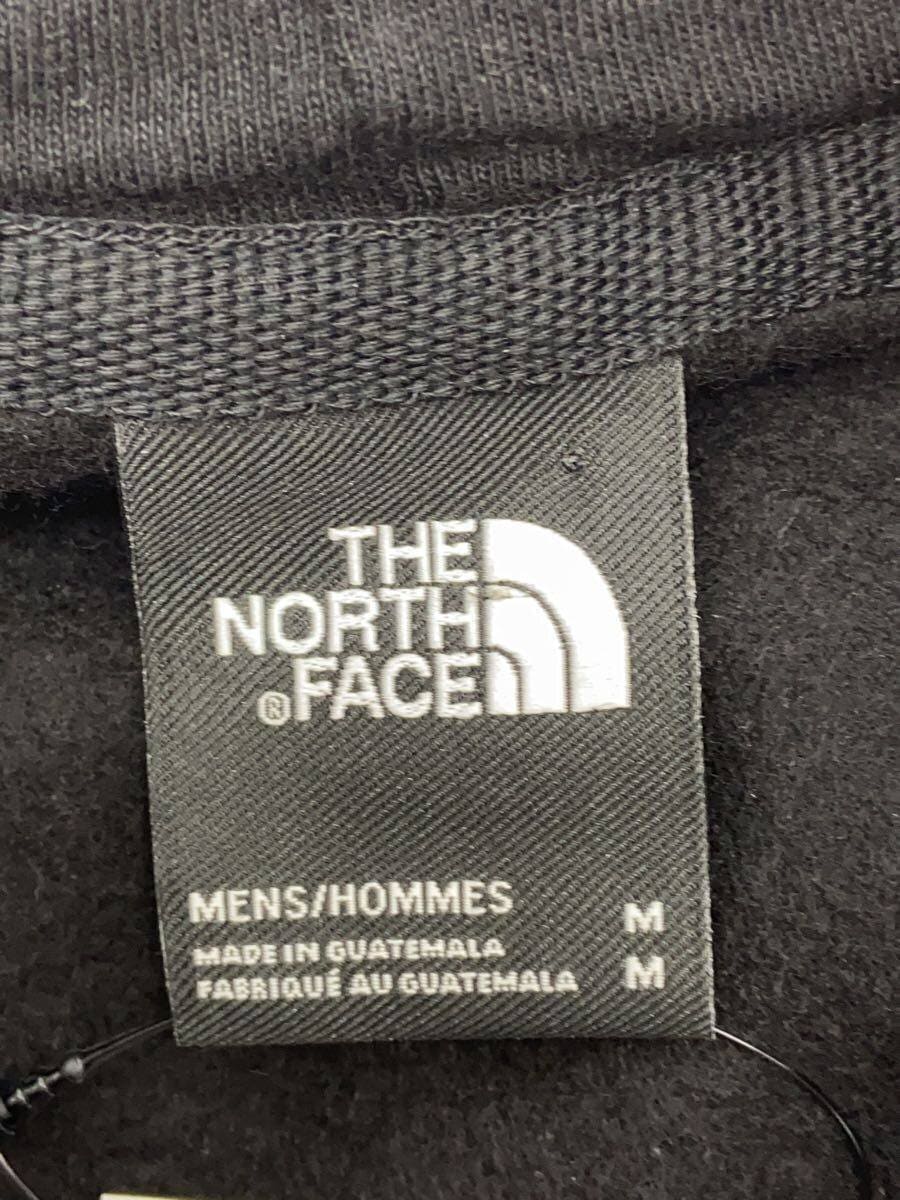 THE
NORTH
®FACE
MENS/HOMMES M
MADE IN GUATEMALA
FABRIQUÉ AU GUATEMALA M